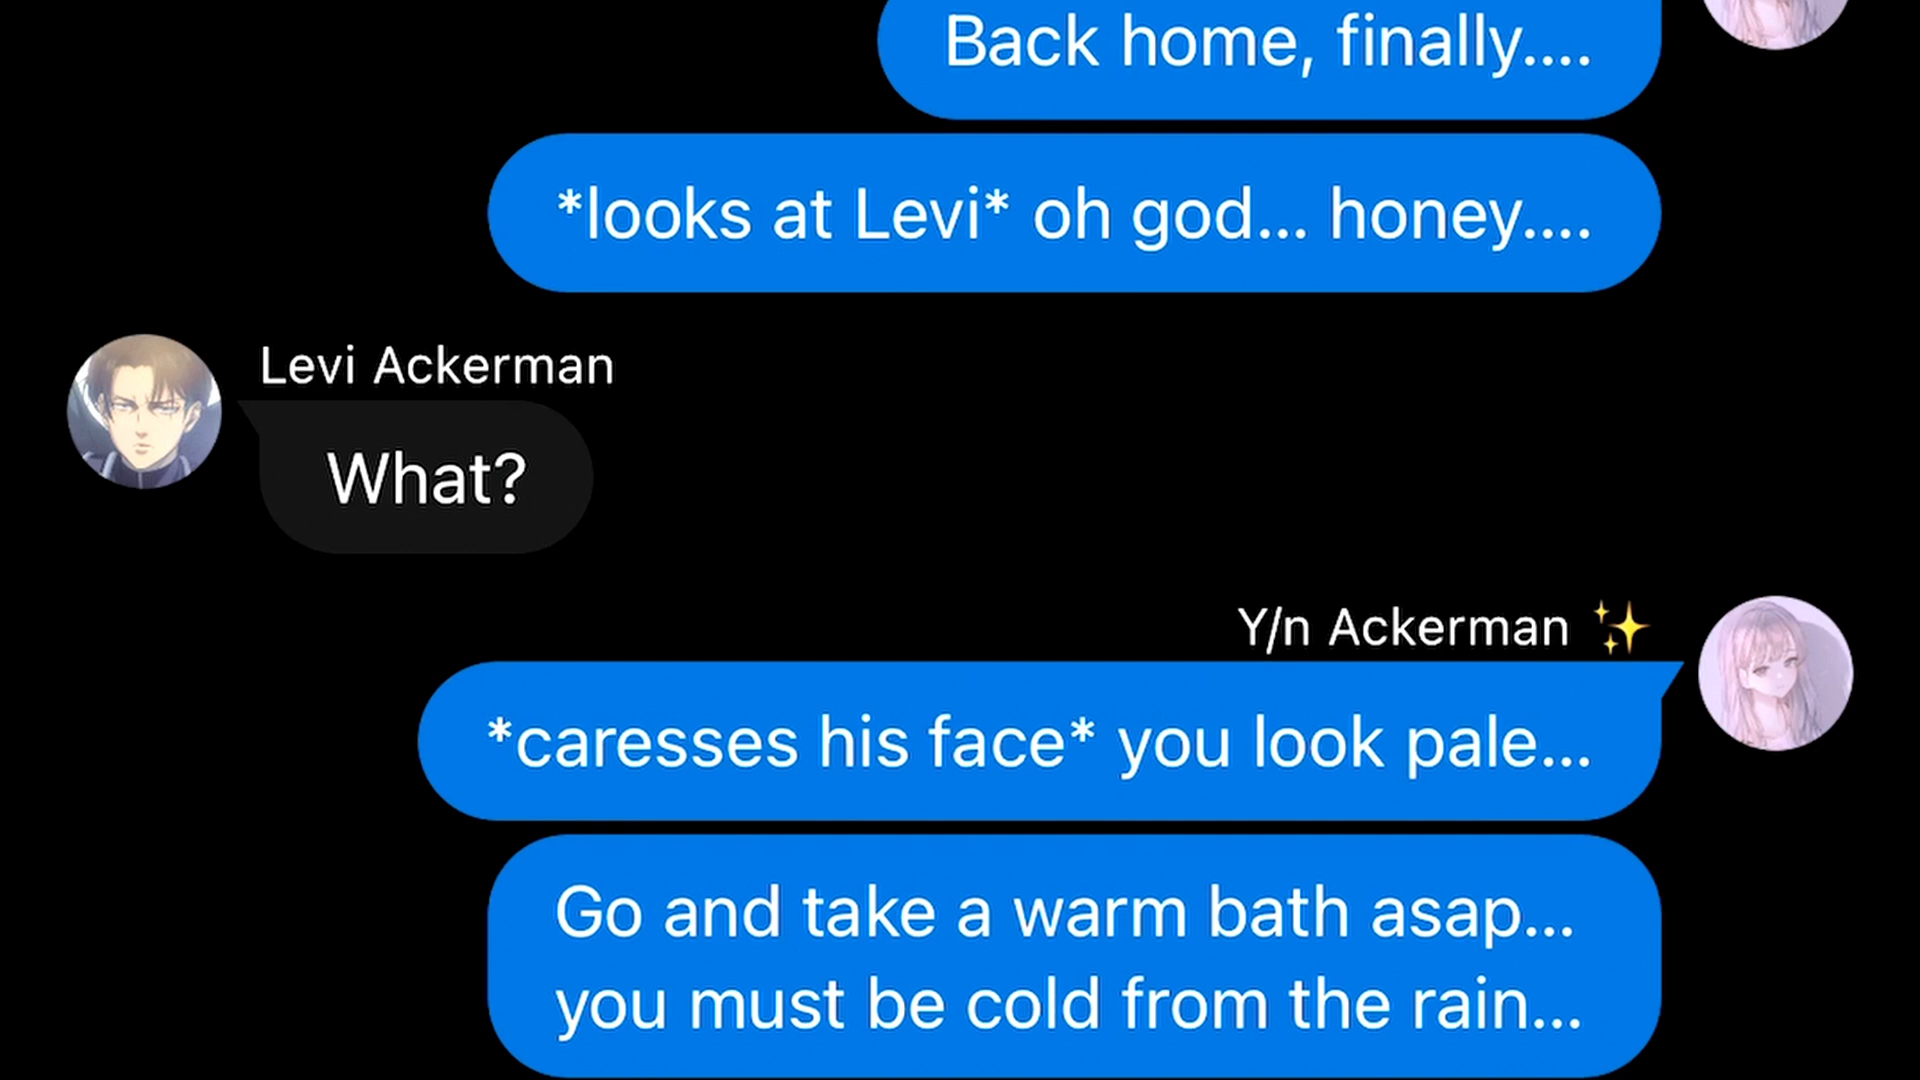 Back home, finally....
*looks at Levi* oh god... honey....
Levi Ackerman
What?
Y/n Ackerman ✨
*caresses his face* you look pale...
Go and take a warm bath asap...
you must be cold from the rain...